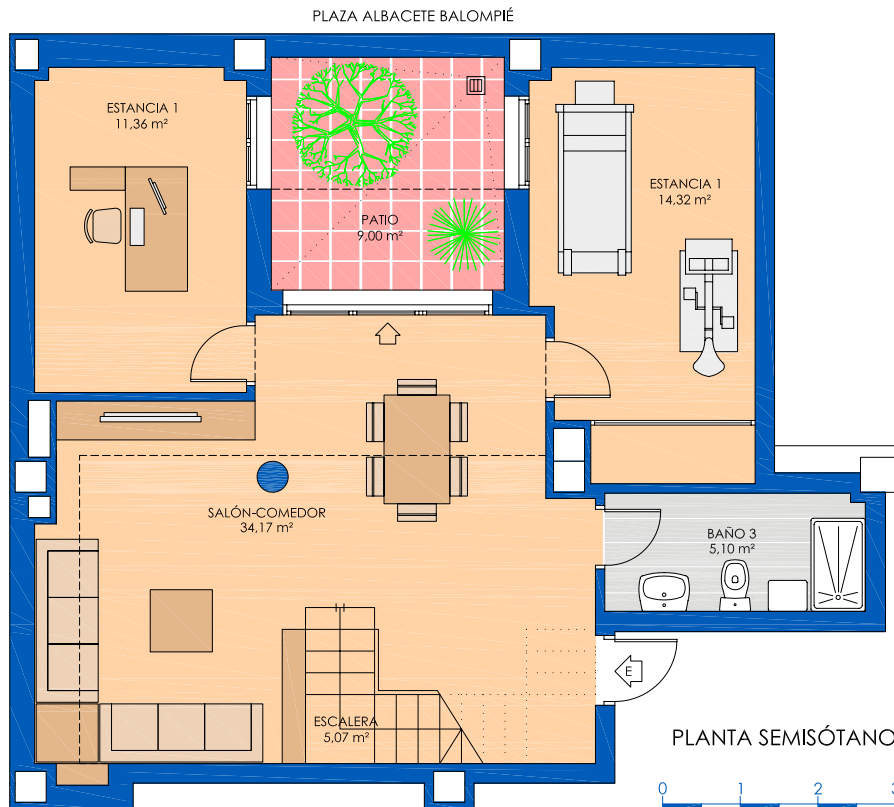 PLAZA ALBACETE BALOMPIÉ
ESTANCIA 1
11,36 m²
ESTANCIA 1
14,32 m²
PATIO
9,00 m²
SALÓN-COMEDOR
34,17 m²
BAÑO 3
5,10 m²
E
ESCALERA
5,07 m²
PLANTA SEMISÓTANO
0 1 2 3